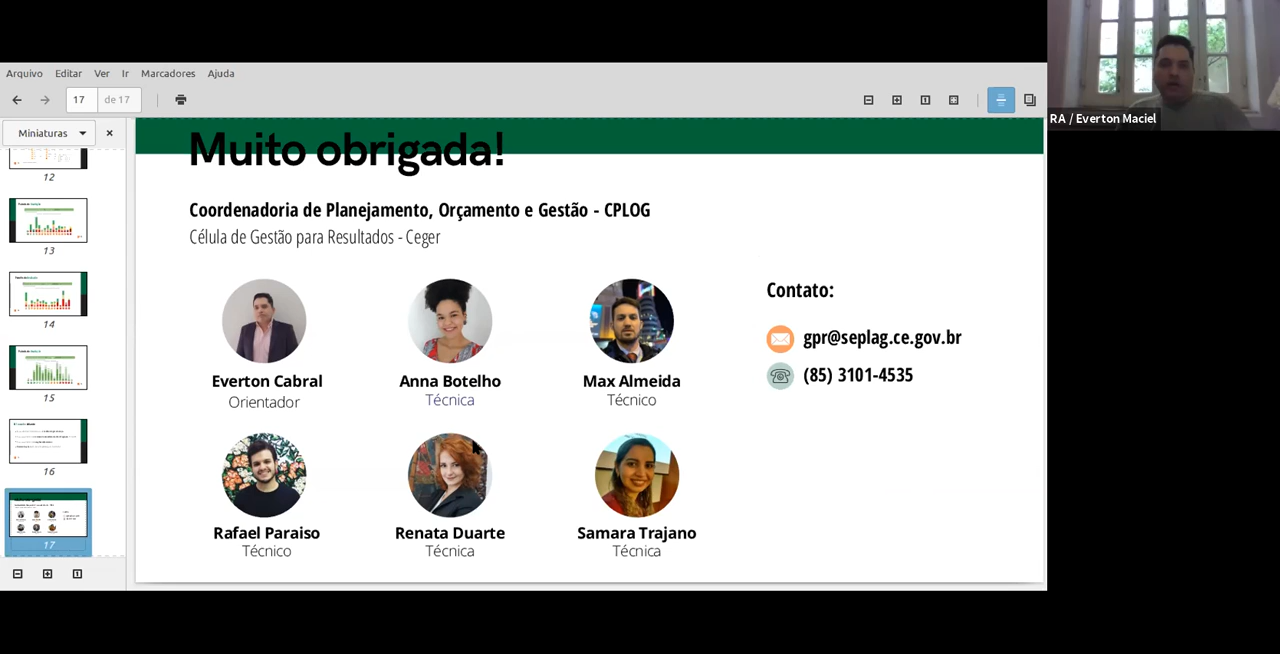 Arquivo Editar Ver Ir Marcadores Ajuda
17 de 17
Miniaturas
12
13
14
15
16
17
Muito obrigada!
Coordenadoria de Planejamento, Orçamento e Gestão - CPLOG
Célula de Gestão para Resultados - Ceger
Everton Cabral
Orientador
Anna Botelho
Técnica
Max Almeida
Técnico
Rafael Paraiso
Técnico
Renata Duarte
Técnica
Samara Trajano
Técnica
Contato:
gpr@seplag.ce.gov.br
(85) 3101-4535
RA / Everton Maciel